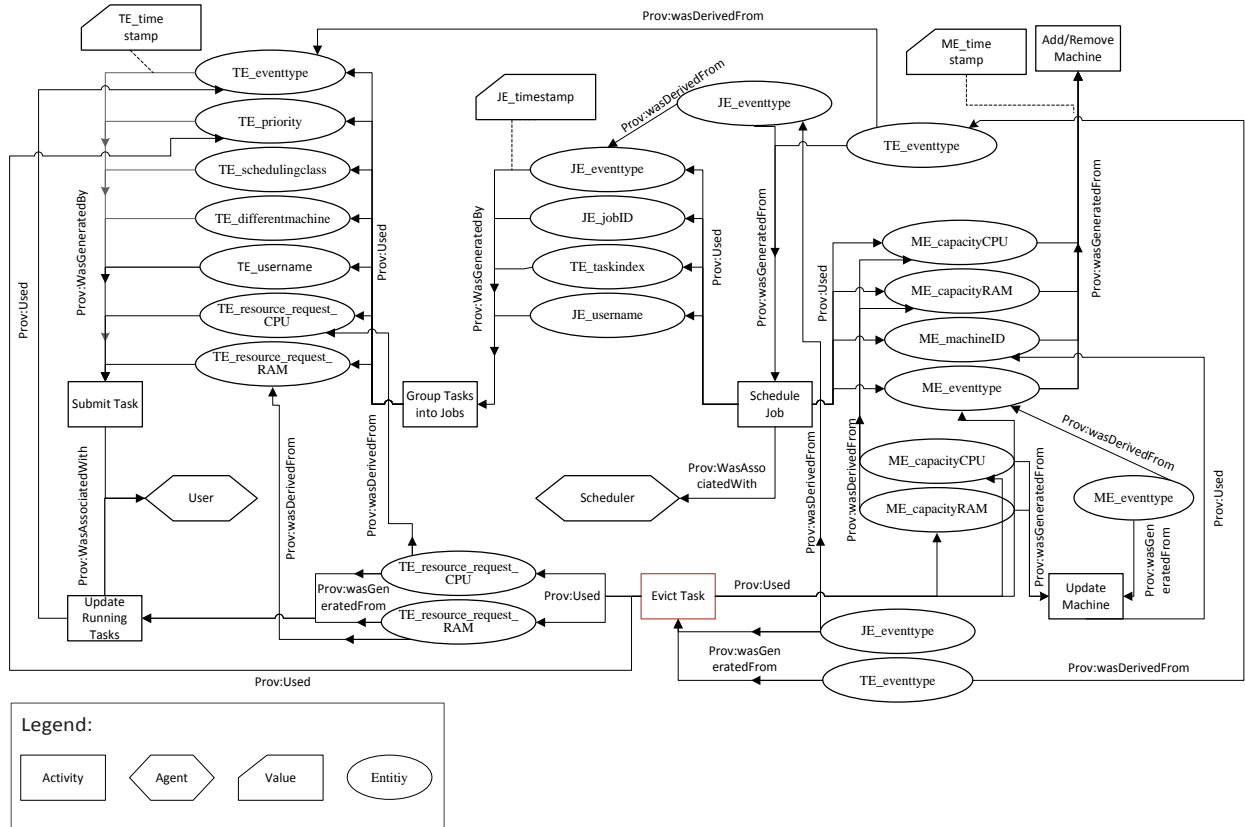 Prov:wasDerivedFrom
TE_time
stamp
ME_time
stamp
Add/Remove
Machine
TE_eventtype
JE_timestamp
Prov:wasDerivedFrom
JE_eventtype
TE_priority
TE_eventtype
TE_schedulingclass
JE_eventtype
Prov:WasGeneratedBy
TE_differentmachine
Prov:Used
Prov:WasGeneratedBy
JE_jobID
Prov:Used
Prov:wasGeneratedFrom
Prov:Used
ME_capacityCPU
Prov:wasGeneratedFrom
TE_username
TE_taskindex
ME_capacityRAM
Prov:Used
TE_resource_request_
CPU
JE_username
ME_machineID
TE_resource_request_
RAM
ME_eventtype
Submit Task
Group Tasks
into Jobs
Schedule
Job
Prov:wasDerivedFrom
Prov:WasAssociatedWith
Prov:wasDerivedFrom
Prov:wasDerivedFrom
Prov:WasAsso
ciatedWith
Prov:wasDerivedFrom
Prov:wasDerivedFrom
ME_capacityCPU
Prov:wasGeneratedFrom
Prov:Used
User
Scheduler
ME_capacityRAM
ME_eventtype
Prov:wasGen
eratedFrom
TE_resource_request_
CPU
Prov:wasGen
eratedFrom
Prov:Used
Evict Task
Prov:Used
Update
Machine
Update
Running
Tasks
TE_resource_request_
RAM
JE_eventtype
Prov:wasGen
eratedFrom
Prov:wasDerivedFrom
Prov:Used
TE_eventtype
Legend:
Activity
Agent
Value
Entitiy